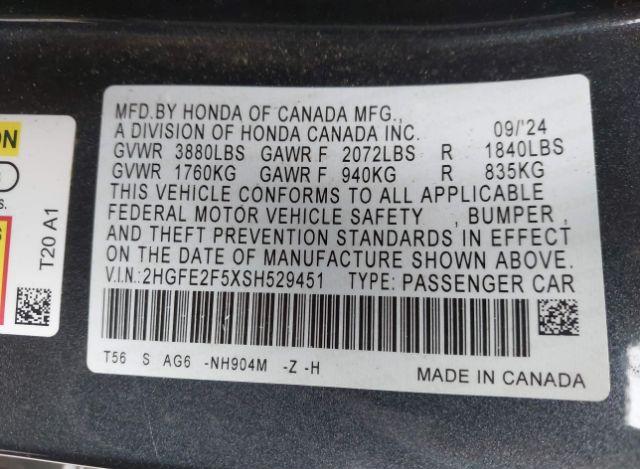 MFD.BY HONDA OF CANADA MFG.,
A DIVISION OF HONDA CANADA INC. 09/'24
GVWR 3880LBS GAWR F 2072LBS R 1840LBS
GVWR 1760KG GAWR F 940KG R 835KG
THIS VEHICLE CONFORMS TO ALL APPLICABLE
FEDERAL MOTOR VEHICLE SAFETY , BUMPER ,
AND THEFT PREVENTION STANDARDS IN EFFECT
ON THE DATE OF MANUFACTURE SHOWN ABOVE.
V.I.N.:2HGFE2F5XSH529451 TYPE: PASSENGER CAR
T56 S AG6 -NH904M -Z -H
MADE IN CANADA
T20 A1